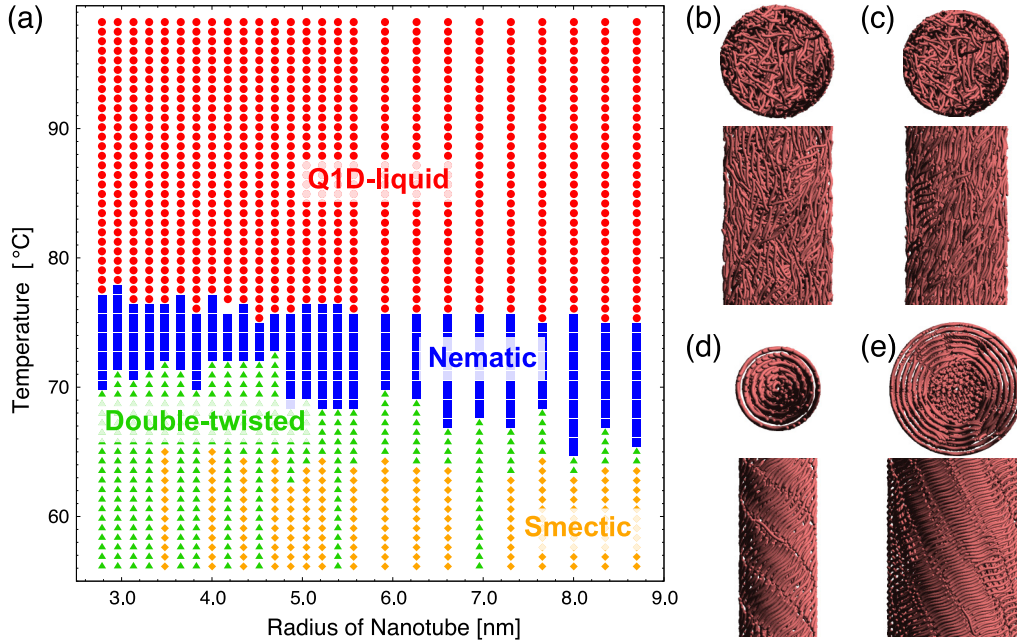 (a)
(b)
(c)
(d)
(e)
90
80
70
60
Temperature [°C]
Q1D-liquid
Nematic
Double-twisted
Smectic
3.0 4.0 5.0 6.0 7.0 8.0 9.0
Radius of Nanotube [nm]